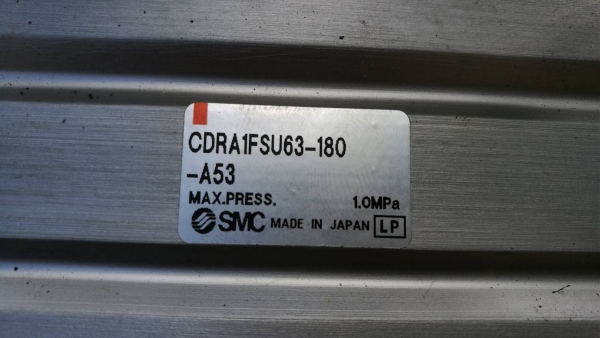 CDRA1FSU63-180
-A53
MAX.PRESS. 1.0MPa
SMC MADE IN JAPAN LP